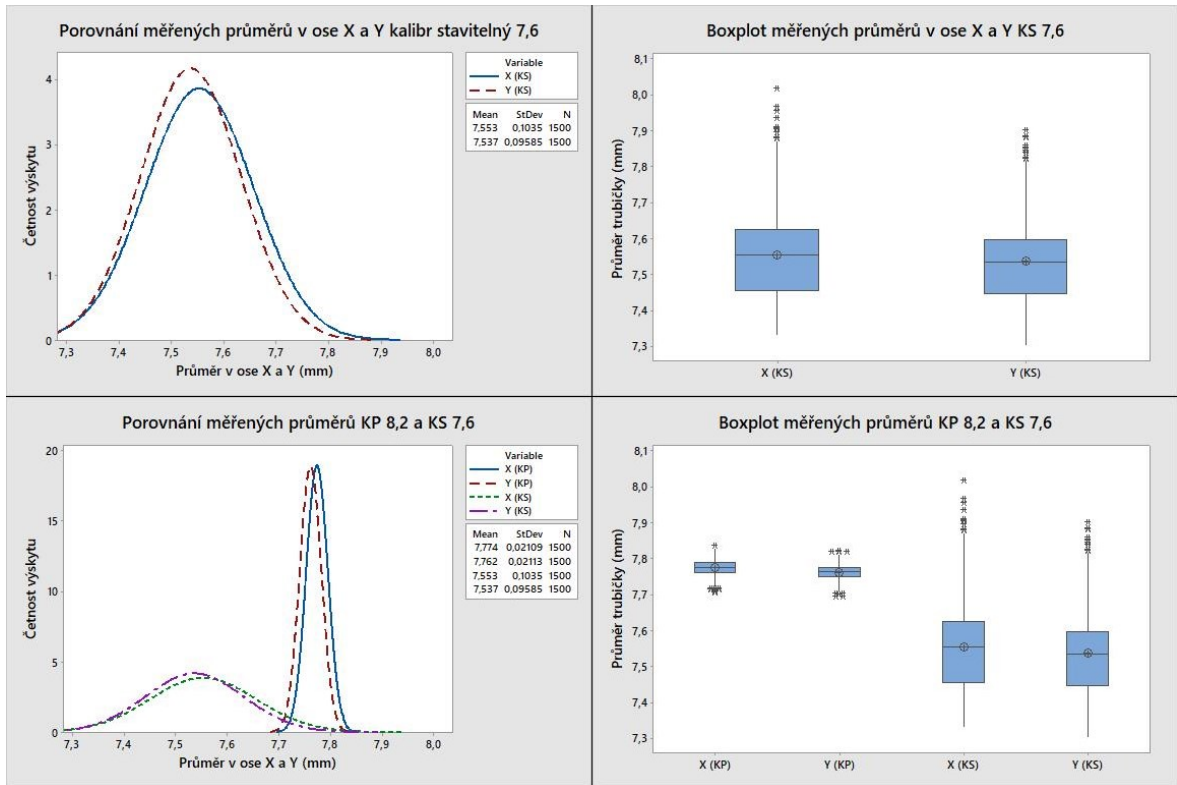 Porovnání měřených průměrů v ose X a Y kalibr stavitelný 7,6
Četnost výskytu
4
3
2
1
0
7,3 7,4 7,5 7,6 7,7 7,8 7,9 8,0
Průměr v ose X a Y (mm)
Variable
X (KS)
Y (KS)
Mean StDev N
7,553 0,1035 1500
7,537 0,09585 1500
Boxplot měřených průměrů v ose X a Y KS 7,6
Průměr trubičky (mm)
8,1
8,0
7,9
7,8
7,7
7,6
7,5
7,4
7,3
X (KS) Y (KS)
Porovnání měřených průměrů KP 8,2 a KS 7,6
Četnost výskytu
20
15
10
5
0
7,3 7,4 7,5 7,6 7,7 7,8 7,9 8,0
Průměr v ose X a Y (mm)
Variable
X (KP)
Y (KP)
X (KS)
Y (KS)
Mean StDev N
7,774 0,02109 1500
7,762 0,02113 1500
7,553 0,1035 1500
7,537 0,09585 1500
Boxplot měřených průměrů KP 8,2 a KS 7,6
Průměr trubičky (mm)
8,1
8,0
7,9
7,8
7,7
7,6
7,5
7,4
7,3
X (KP) Y (KP) X (KS) Y (KS)